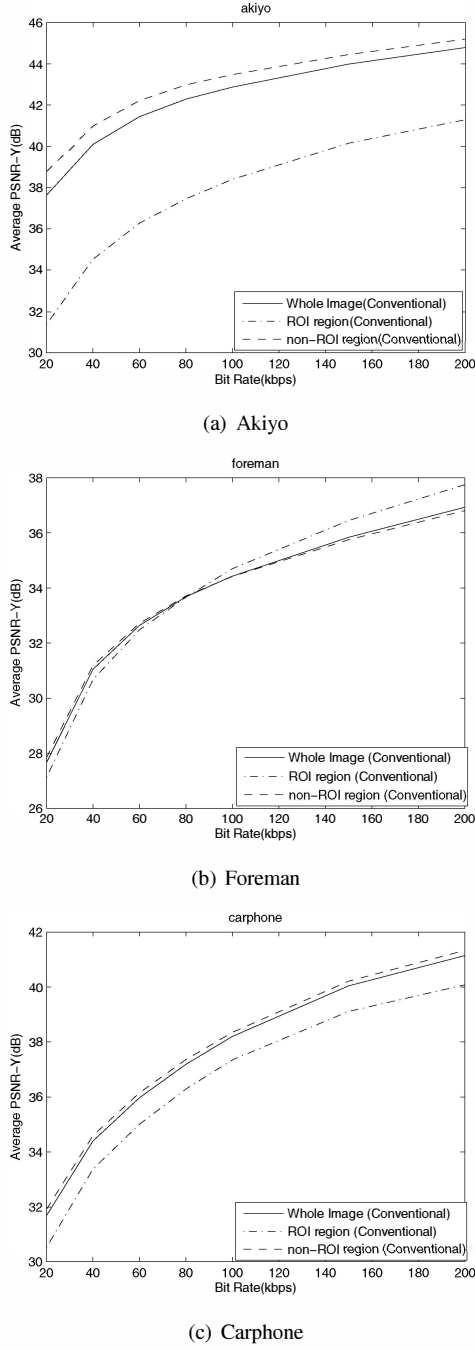 akiyo
46
44
42
40
38
36
34
32
30
Average PSNR-Y(dB)
Whole Image(Conventional)
ROI region(Conventional)
non-ROI region(Conventional)
20 40 60 80 100 120 140 160 180 200
Bit Rate(kbps)
(a) Akiyo
foreman
38
36
34
32
30
28
26
Average PSNR-Y(dB)
Whole Image (Conventional)
ROI region (Conventional)
non-ROI region (Conventional)
20 40 60 80 100 120 140 160 180 200
Bit Rate(kbps)
(b) Foreman
carphone
42
40
38
36
34
32
30
Average PSNR-Y(dB)
Whole Image (Conventional)
ROI region (Conventional)
non-ROI region (Conventional)
20 40 60 80 100 120 140 160 180 200
Bit Rate(kbps)
(c) Carphone